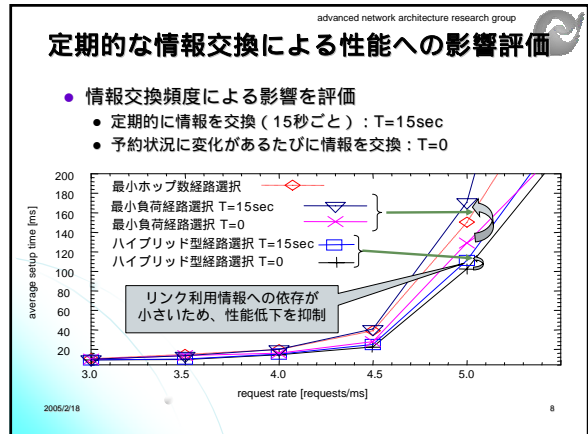 advanced network architecture research group
定期的な情報交換による性能への影響評価
● 情報交換頻度による影響を評価
● 定期的に情報を交換（15秒ごと）：T=15sec
● 予約状況に変化があるたびに情報を交換：T=0
average setup time [ms]
200
180
160
140
120
100
80
60
40
20
最小ホップ数経路選択
最小負荷経路選択 T=15sec
最小負荷経路選択 T=0
ハイブリッド型経路選択 T=15sec
ハイブリッド型経路選択 T=0
リンク利用情報への依存が
小さいため、性能低下を抑制
3.0 3.5 4.0 4.5 5.0
request rate [requests/ms]
2005/2/18
8